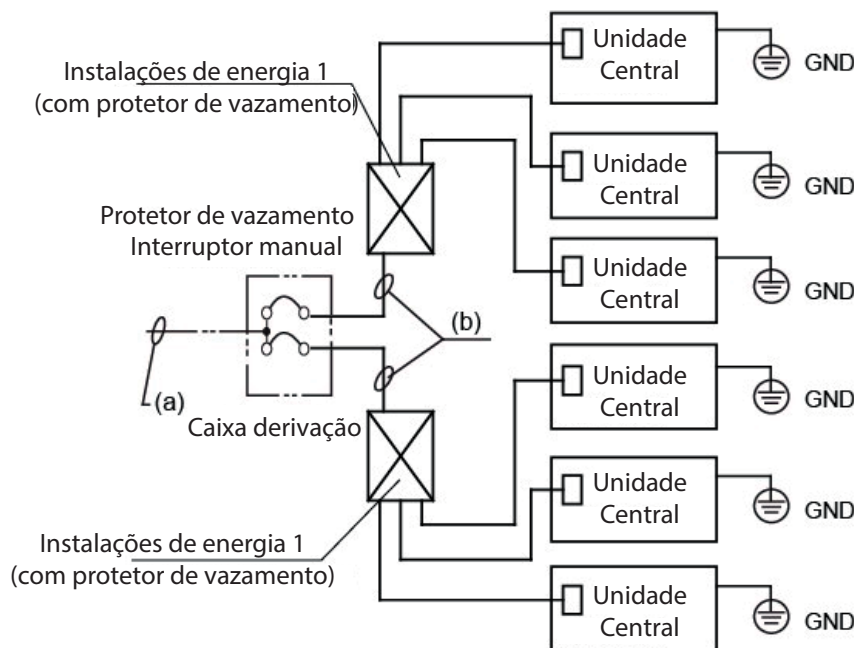 Unidade
Central
GND
Instalações de energia 1
(com protetor de vazamento)
Unidade
Central
GND
Protetor de vazamento
Interruptor manual
Unidade
Central
GND
(b)
(a)
Caixa derivação
Unidade
Central
GND
Unidade
Central
GND
Instalações de energia 1
(com protetor de vazamento)
Unidade
Central
GND